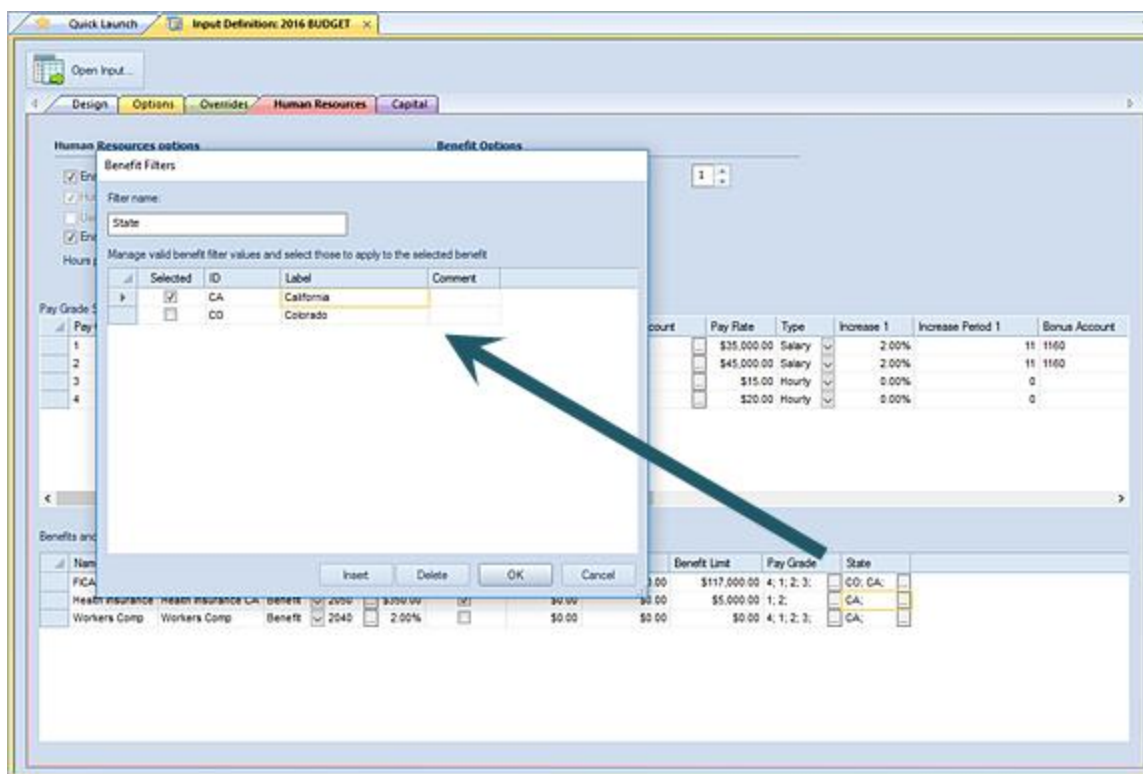 Quick Launch Input Definition: 2016 BUDGET ×
Open Input...
Design Options Overrides Human Resources Capital
Human Resources options Benefit Options
Benefit Filters
1
Filter name:
State
Manage valid benefit filter values and select those to apply to the selected benefit
Hours p
Selected ID Label Comment
CA California
CO Colorado
Pay Grade S
Pay count Pay Rate Type Increase 1 Increase Period 1 Bonus Account
1 $35,000.00 Salary 2.00% 11 1160
2 $45,000.00 Salary 2.00% 11 1160
3 $15.00 Hourly 0.00% 0
4 $20.00 Hourly 0.00% 0
Benefits and
Insert Delete OK Cancel
Nam Benefit Limit Pay Grade State
FICA 0.00 $117,000.00 4; 1; 2; 3; CO; CA;
Health Insurance Health Insurance CA Benefit 2050 $350.00 $0.00 $0.00 $5,000.00 1; 2; CA;
Workers Comp Workers Comp Benefit 2040 2.00% $0.00 $0.00 $0.00 4; 1; 2; 3; CA;